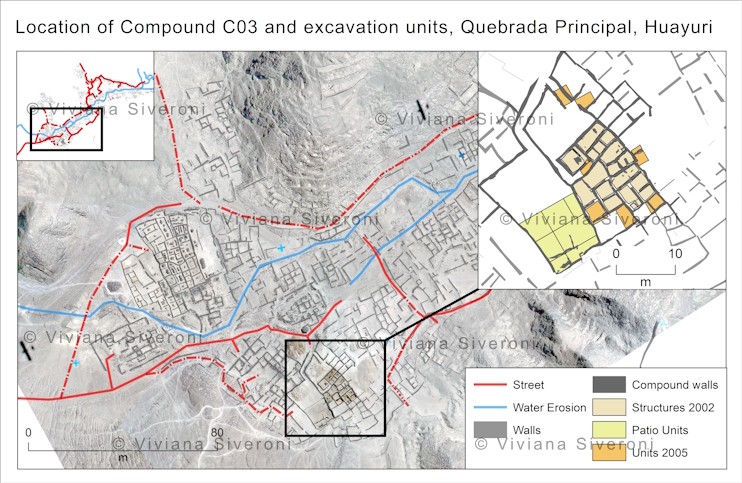 Location of Compound C03 and excavation units, Quebrada Principal, Huayuri
© Viviana Siveroni
© Viviana Siveroni
© Viviana Siveroni
© Viviana Siveroni
0 10
m
© Viviana Siveroni
© Viviana Siveroni
Street
Water Erosion
Walls
Compound walls
Structures 2002
Patio Units
Units 2005
0 80
m
© Viviana Siveroni
© Viviana Siveroni